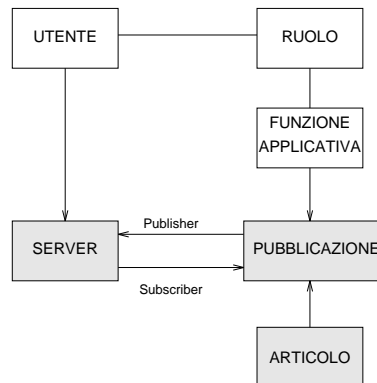 UTENTE
RUOLO
FUNZIONE
APPLICATIVA
Publisher
SERVER
PUBBLICAZIONE
Subscriber
ARTICOLO